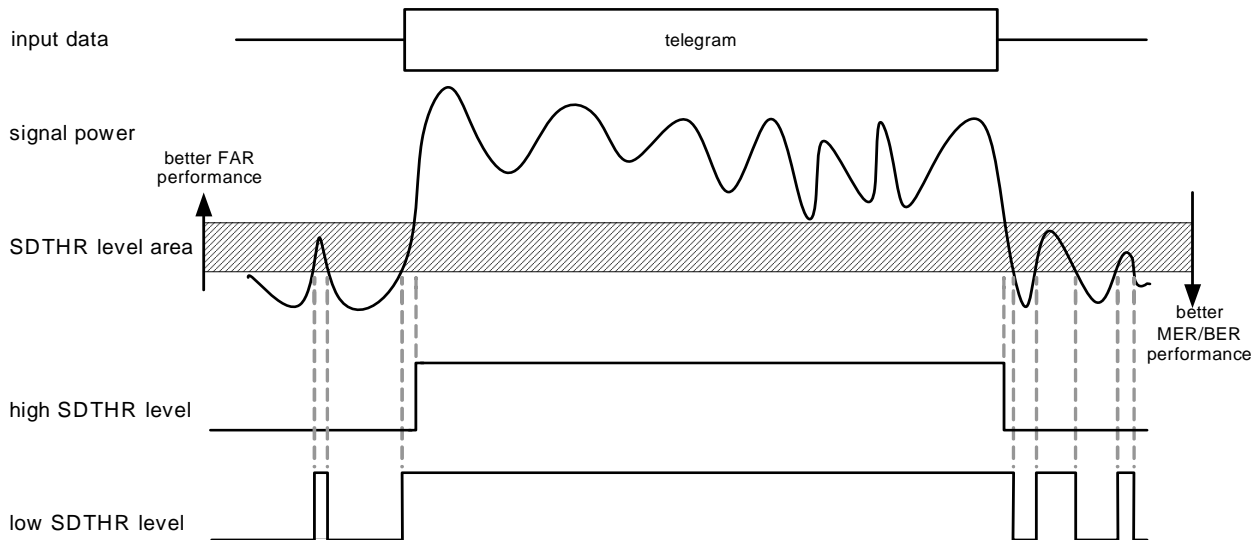 input data
telegram
signal power
better FAR
performance
SDTHR level area
better
MER/BER
performance
high SDTHR level
low SDTHR level